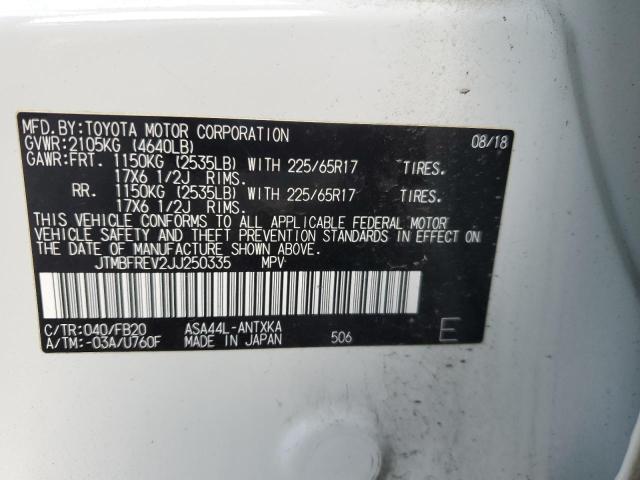 MFD.BY:TOYOTA MOTOR CORPORATION 08/18
GVWR:2105KG (4640LB)
GAWR:FRT. 1150KG (2535LB) WITH 225/65R17 TIRES.
17X6 1/2J RIMS.
RR. 1150KG (2535LB) WITH 225/65R17 TIRES.
17X6 1/2J RIMS.
THIS VEHICLE CONFORMS TO ALL APPLICABLE FEDERAL MOTOR
VEHICLE SAFETY AND THEFT PREVENTION STANDARDS IN EFFECT ON
THE DATE OF MANUFACTURE SHOWN ABOVE.
JTMBFREV2JJ250335 MPV
C/TR:040/FB20 ASA44L-ANTXKA
A/TM:-03A/U760F MADE IN JAPAN 506 E